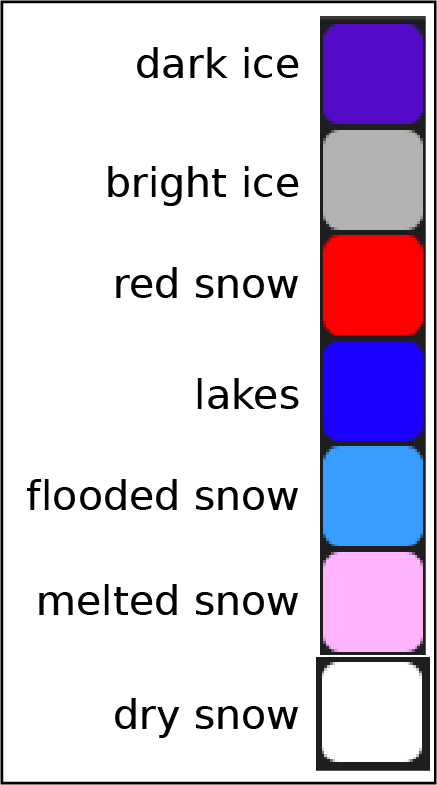 dark ice
bright ice
red snow
lakes
flooded snow
melted snow
dry snow